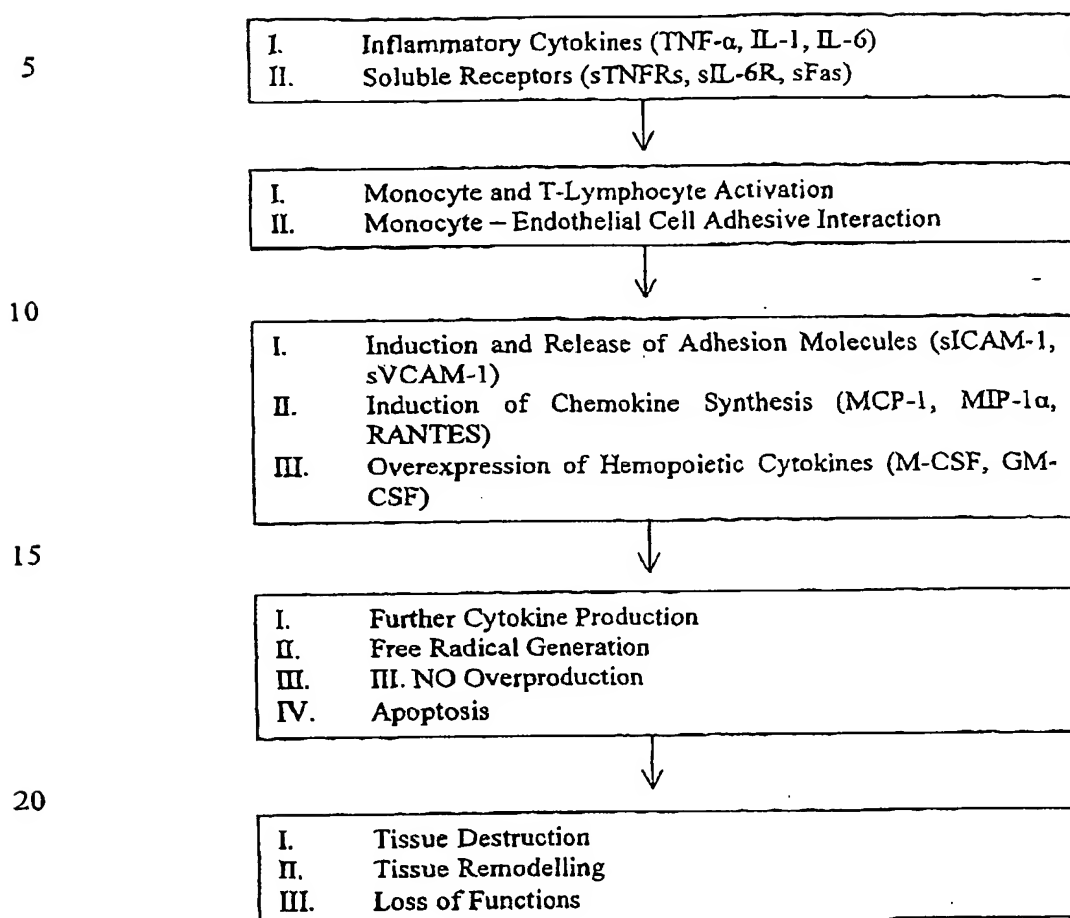 5
I. Inflammatory Cytokines (TNF-α, IL-1, IL-6)
II. Soluble Receptors (sTNFRs, sIL-6R, sFas)
I. Monocyte and T-Lymphocyte Activation
II. Monocyte – Endothelial Cell Adhesive Interaction
10
I. Induction and Release of Adhesion Molecules (sICAM-1,
sVCAM-1)
II. Induction of Chemokine Synthesis (MCP-1, MIP-1α,
RANTES)
III. Overexpression of Hemopoietic Cytokines (M-CSF, GM-
CSF)
15
I. Further Cytokine Production
II. Free Radical Generation
III. III. NO Overproduction
IV. Apoptosis
20
I. Tissue Destruction
II. Tissue Remodelling
III. Loss of Functions